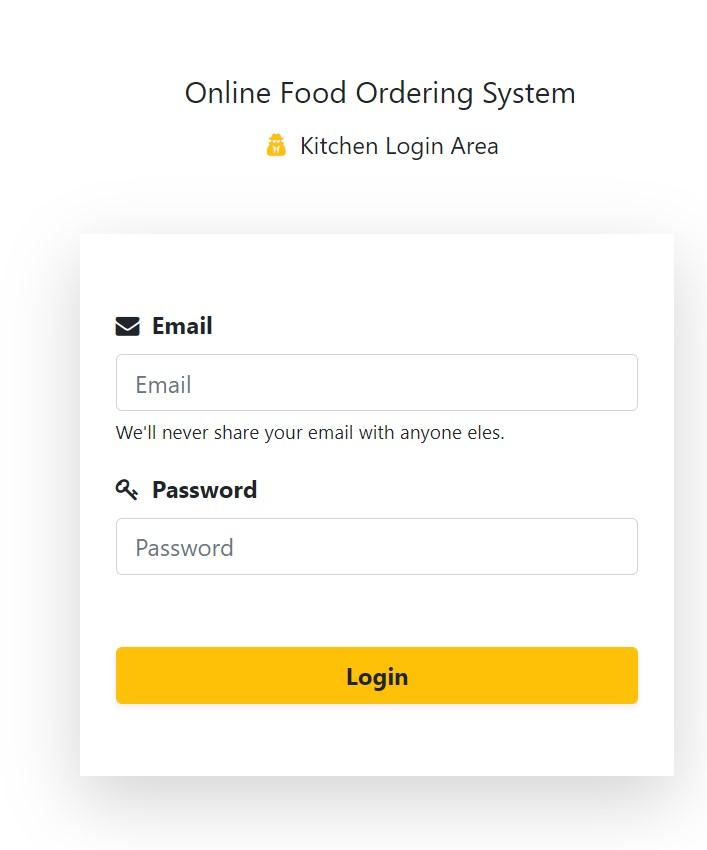 Online Food Ordering System
Kitchen Login Area
Email
Email
We'll never share your email with anyone eles.
Password
Password
Login